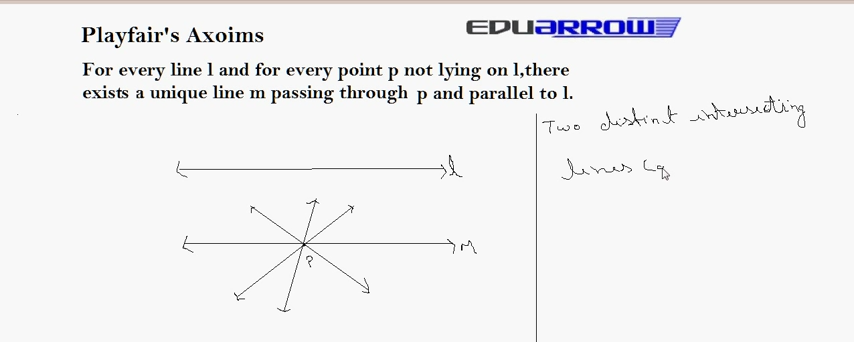 EDUARROW
Playfair's Axoims
For every line l and for every point p not lying on l,there
exists a unique line m passing through p and parallel to l.
Two distinct intersecting
lines
l
M
P